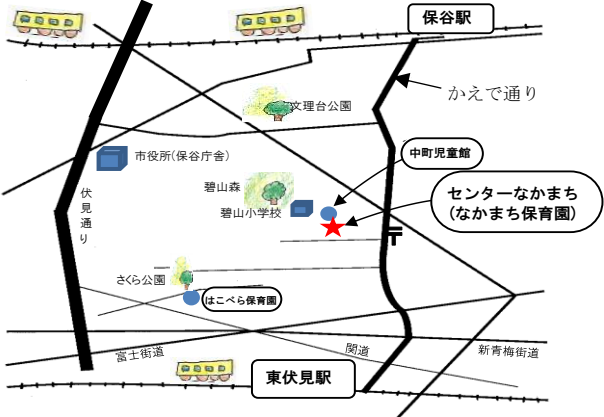 保谷駅
かえで通り
文理台公園
市役所(保谷庁舎)
中町児童館
碧山森
碧山小学校
センターなかまち
(なかまち保育園)
伏見通り
〒
さくら公園
はこべら保育園
富士街道
関道
新青梅街道
東伏見駅